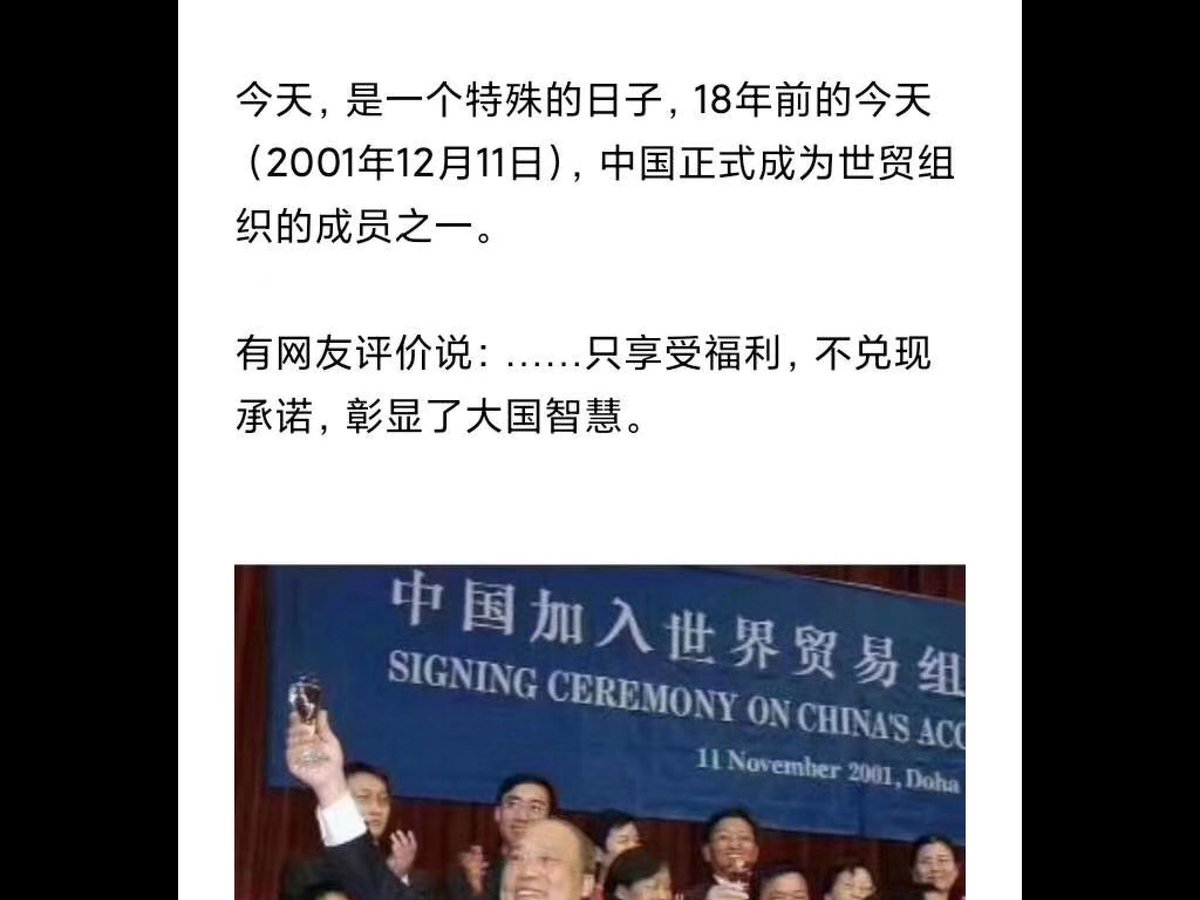 今天，是一个特殊的日子，18年前的今天
（2001年12月11日），中国正式成为世贸组
织的成员之一。
有网友评价说：……只享受福利，不兑现
承诺，彰显了大国智慧。
中国加入世界贸易组
SIGNING CEREMONY ON CHINA'S ACC
11 November 2001, Doha